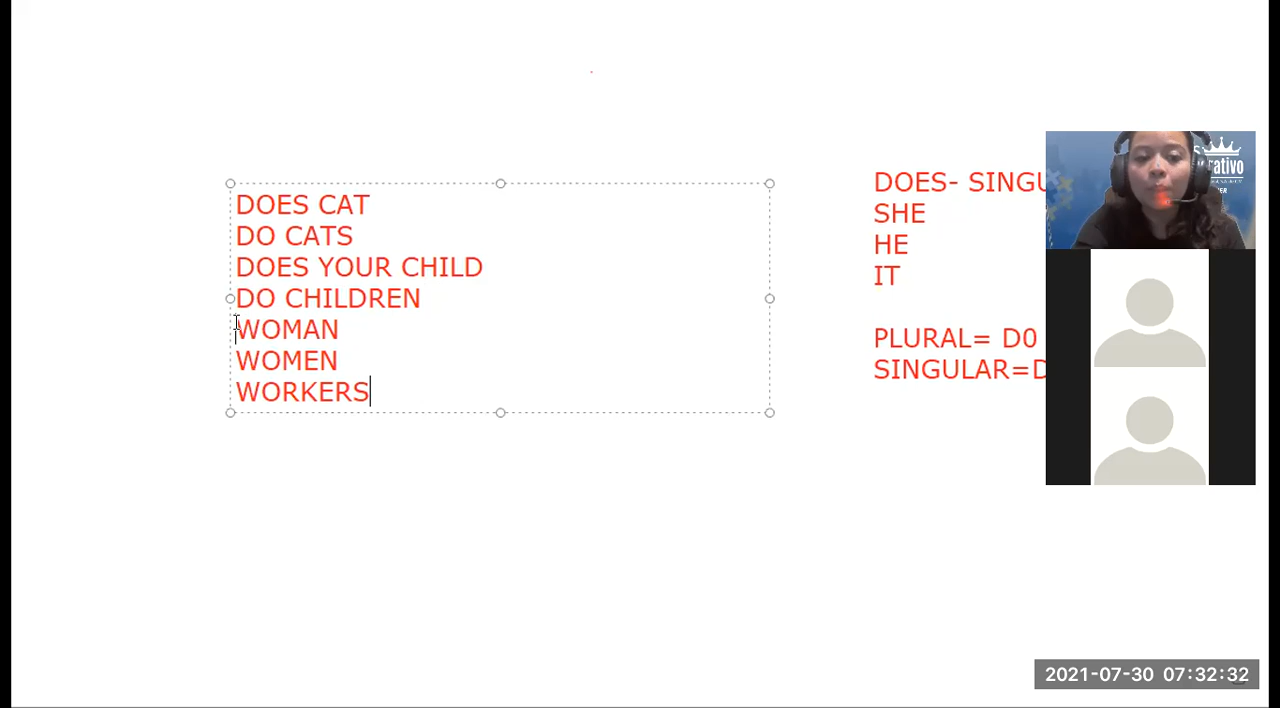 DOES CAT
DO CATS
DOES YOUR CHILD
DO CHILDREN
WOMAN
WOMEN
WORKERS
DOES- SINGU
SHE
HE
IT
PLURAL= D0
SINGULAR=D
rativo
2021-07-30 07:32:32